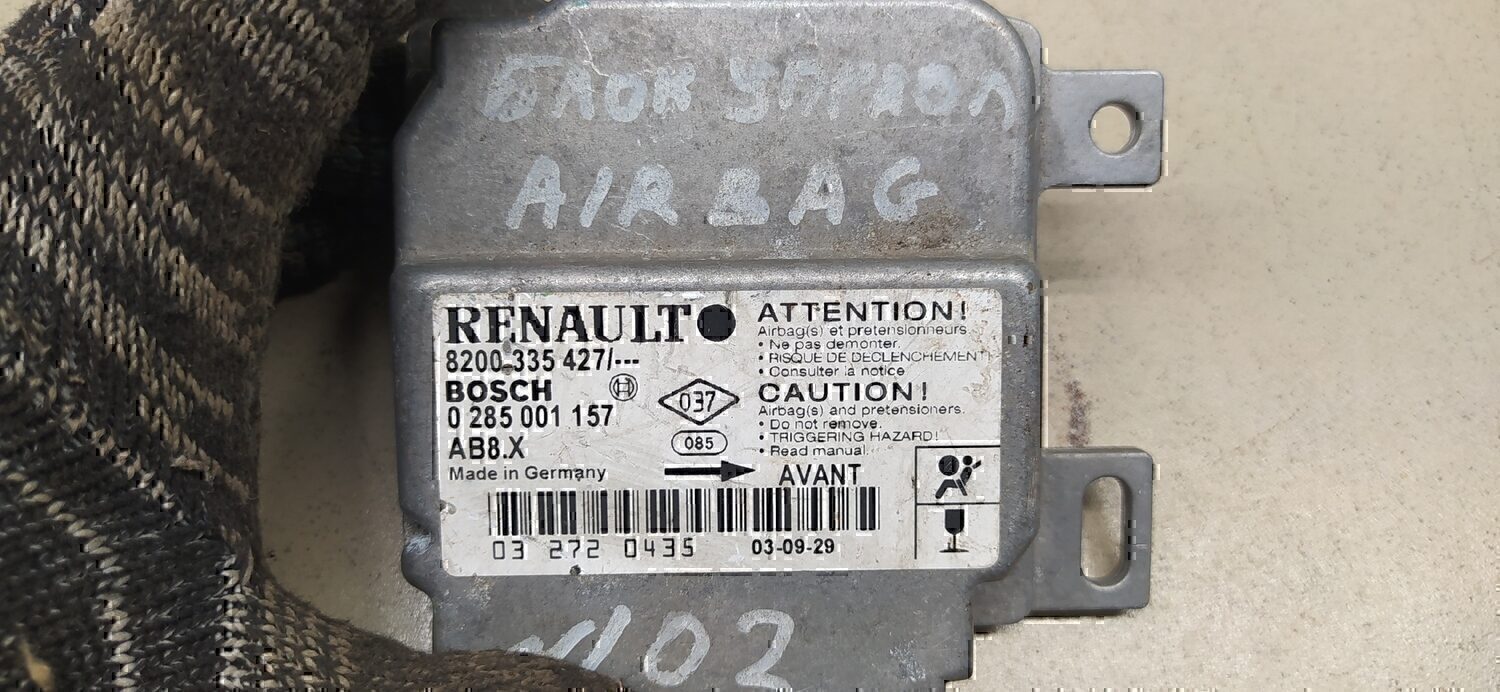 БЛОК
AIRBAG
RENAULT
8200 335 427/---
BOSCH
0 285 001 157
AB8.X
Made in Germany
037
085
ATTENTION!
Airbag(s) et pretensionneurs.
• Ne pas demonter.
• RISQUE DE DECLENCHEMENT!
• Consulter la notice
CAUTION!
Airbag(s) and pretensioners.
• Do not remove.
• TRIGGERING HAZARD!
• Read manual.
AVANT
03 272 0435
03-09-29
02